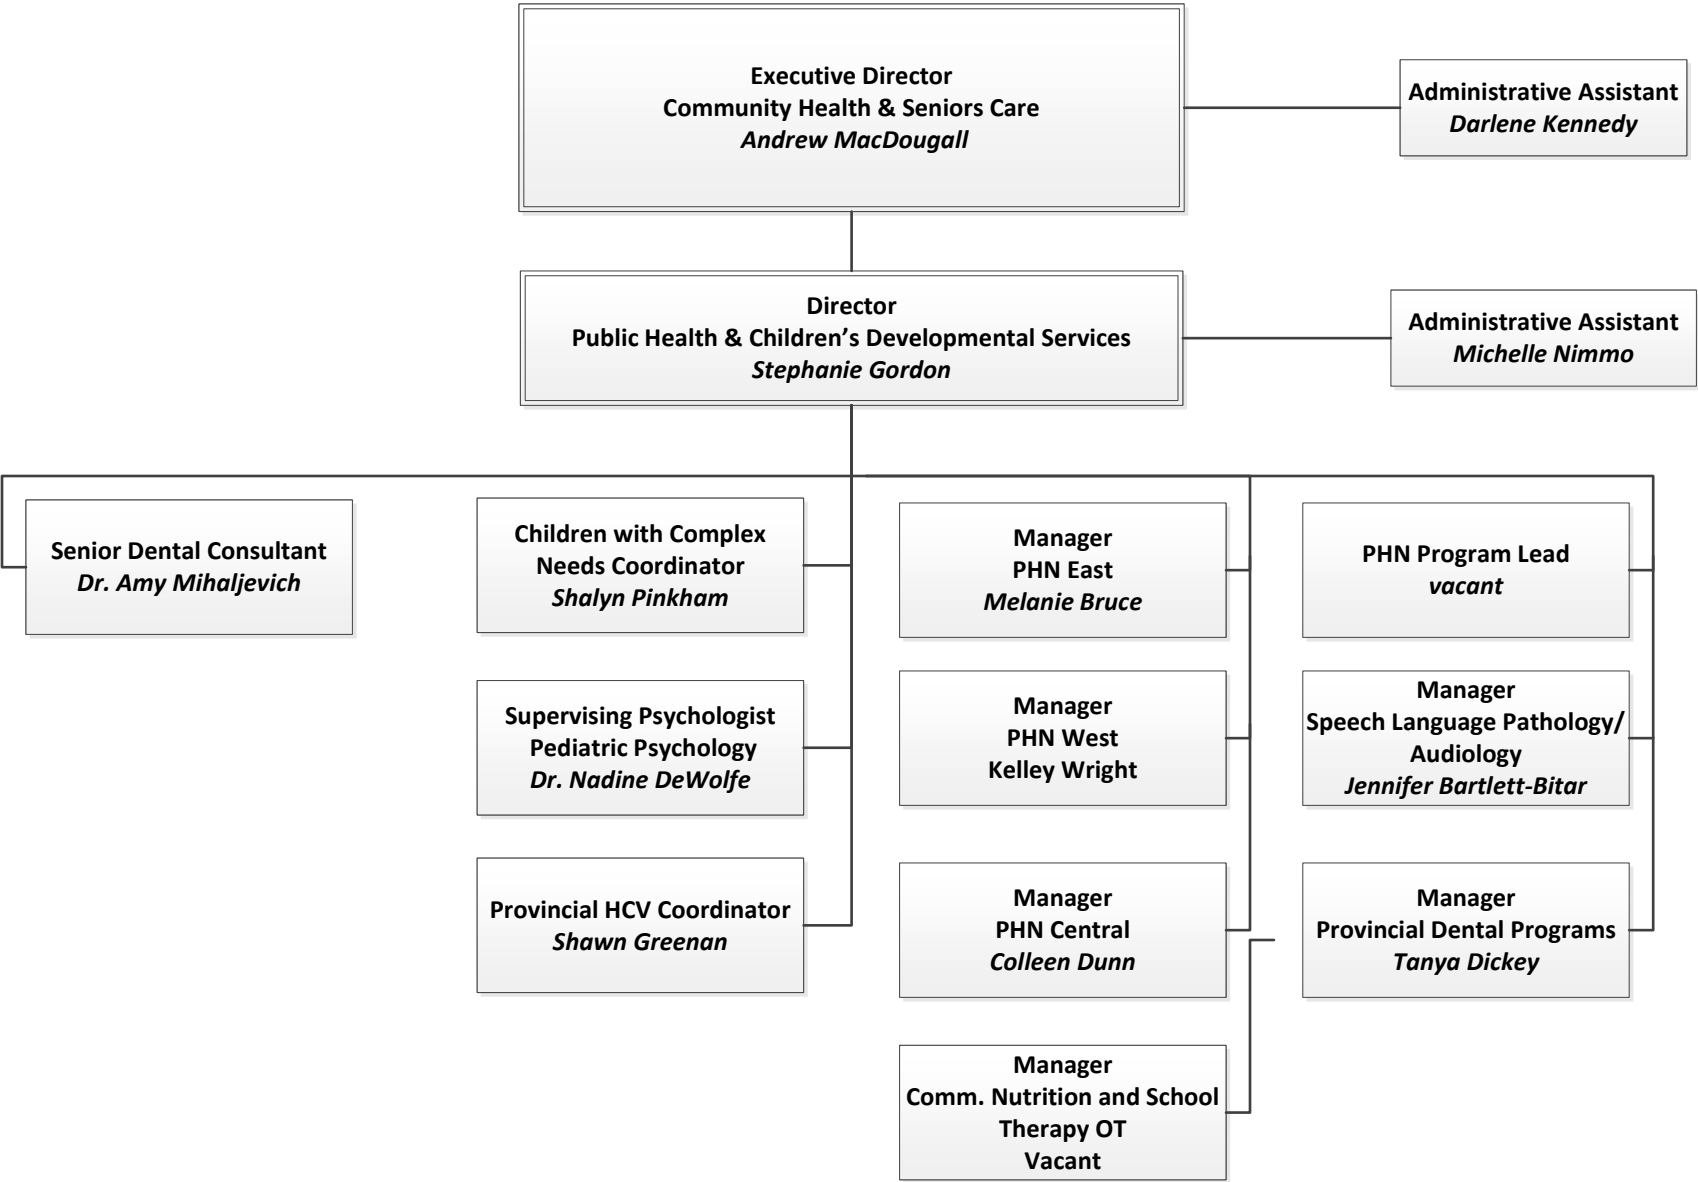 Executive Director
Community Health & Seniors Care
Andrew MacDougall
Administrative Assistant
Darlene Kennedy
Director
Public Health & Children’s Developmental Services
Stephanie Gordon
Administrative Assistant
Michelle Nimmo
Senior Dental Consultant
Dr. Amy Mihaljevich
Children with Complex
Needs Coordinator
Shalyn Pinkham
Manager
PHN East
Melanie Bruce
PHN Program Lead
vacant
Supervising Psychologist
Pediatric Psychology
Dr. Nadine DeWolfe
Manager
PHN West
Kelley Wright
Manager
Speech Language Pathology/
Audiology
Jennifer Bartlett-Bitar
Provincial HCV Coordinator
Shawn Greenan
Manager
PHN Central
Colleen Dunn
Manager
Provincial Dental Programs
Tanya Dickey
Manager
Comm. Nutrition and School
Therapy OT
Vacant